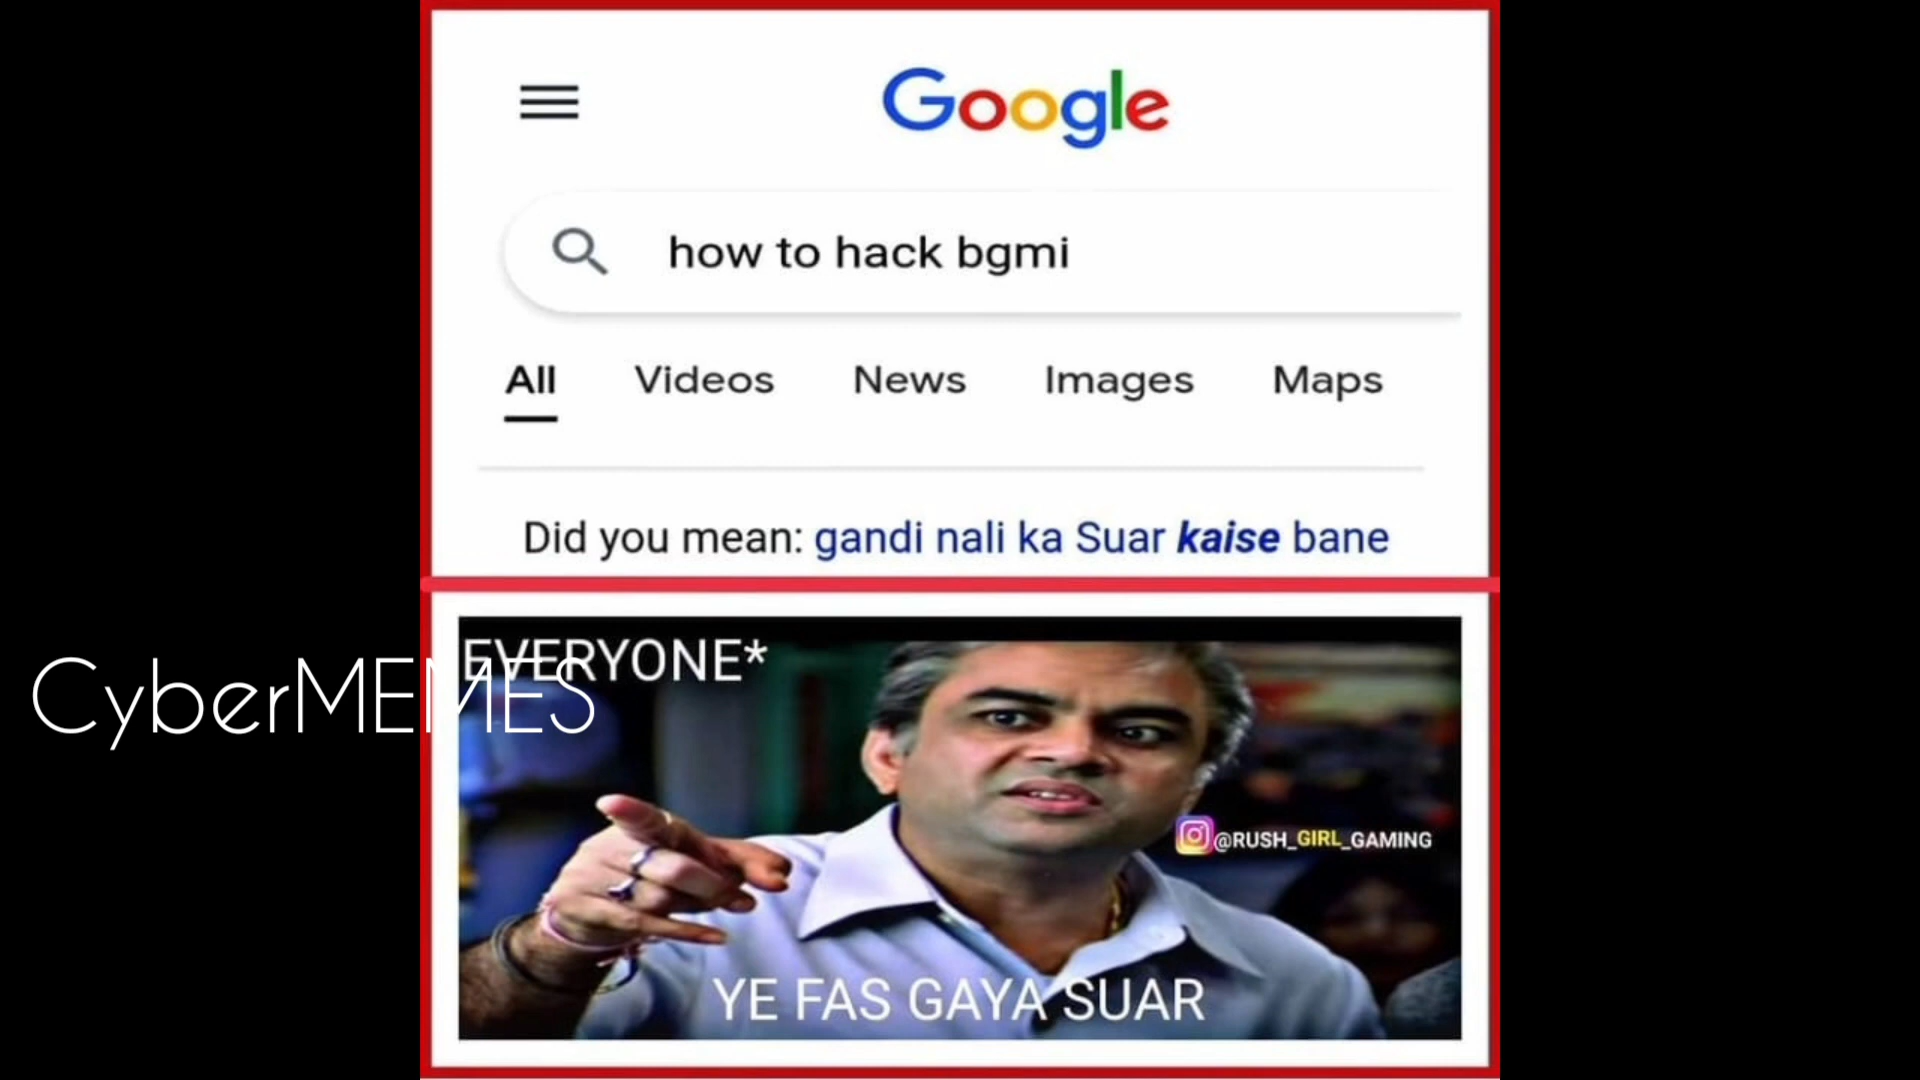 Google
how to hack bgmi
All Videos News Images Maps
Did you mean: gandi nali ka Suar kaise bane
EVERYONE*
CyberMEMES
@RUSH_GIRL_GAMING
YE FAS GAYA SUAR